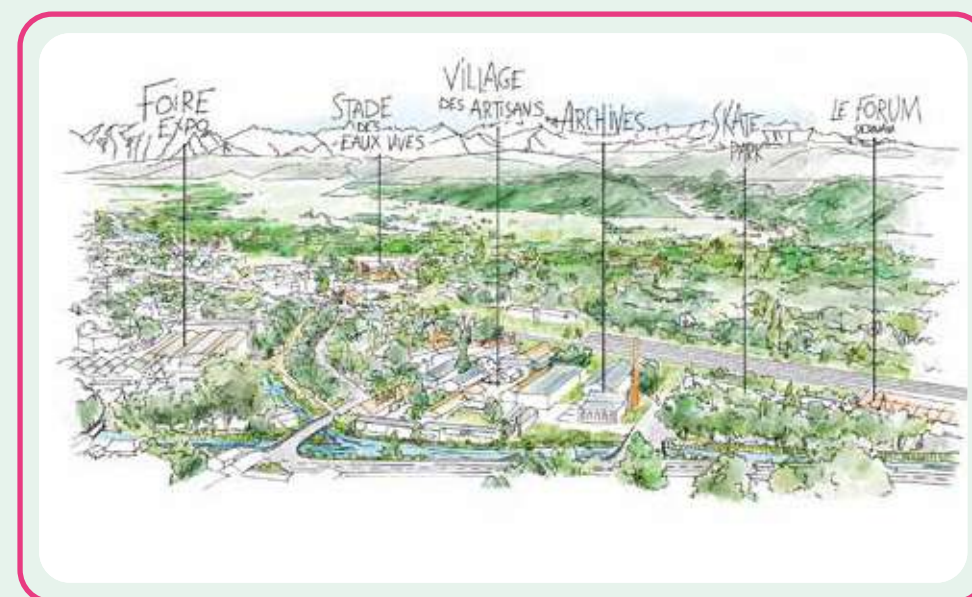 FOIRE
EXPO
STADE
DES
EAUX VIVES
VILLAGE
DES ARTISANS
ARCHIVES
SKATE
PARK
LE FORUM